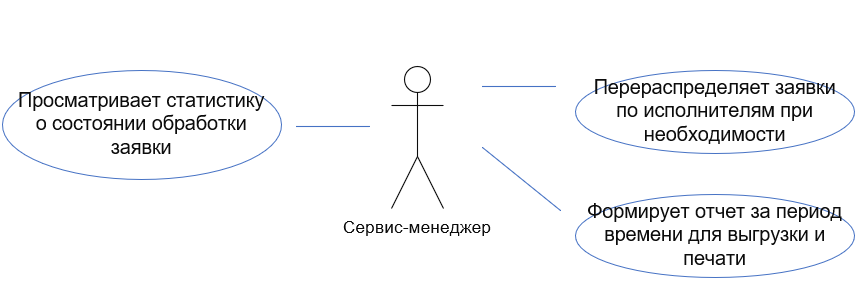 Просматривает статистику
о состоянии обработки
заявки
Сервис-менеджер
Перераспределяет заявки
по исполнителям при
необходимости
Формирует отчет за период
времени для выгрузки и
печати